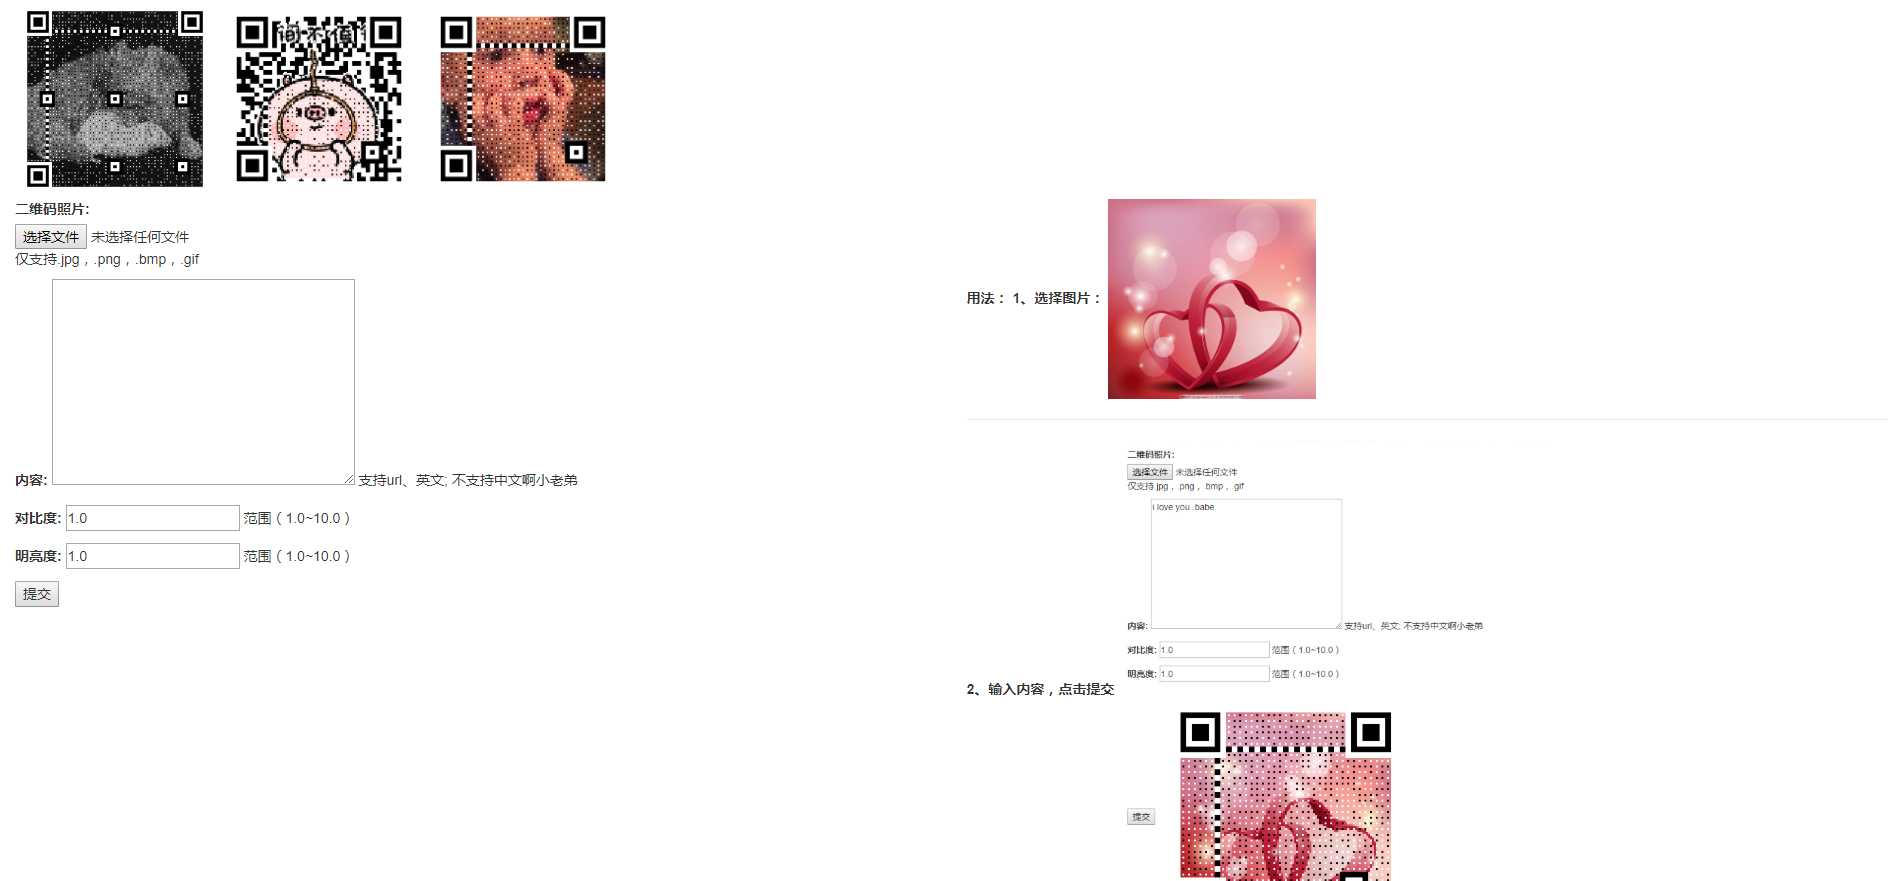 二维码照片:
选择文件 未选择任何文件
仅支持.jpg，.png，.bmp，.gif
内容: 支持url、英文; 不支持中文啊小老弟
对比度: 1.0 范围（1.0~10.0）
明亮度: 1.0 范围（1.0~10.0）
提交
用法： 1、选择图片：
二维码照片:
选择文件 未选择任何文件
仅支持.jpg，.png，.bmp，.gif
i love you .babe
内容: 支持url、英文; 不支持中文啊小老弟
对比度: 1.0 范围（1.0~10.0）
明亮度: 1.0 范围（1.0~10.0）
2、输入内容，点击提交
提交